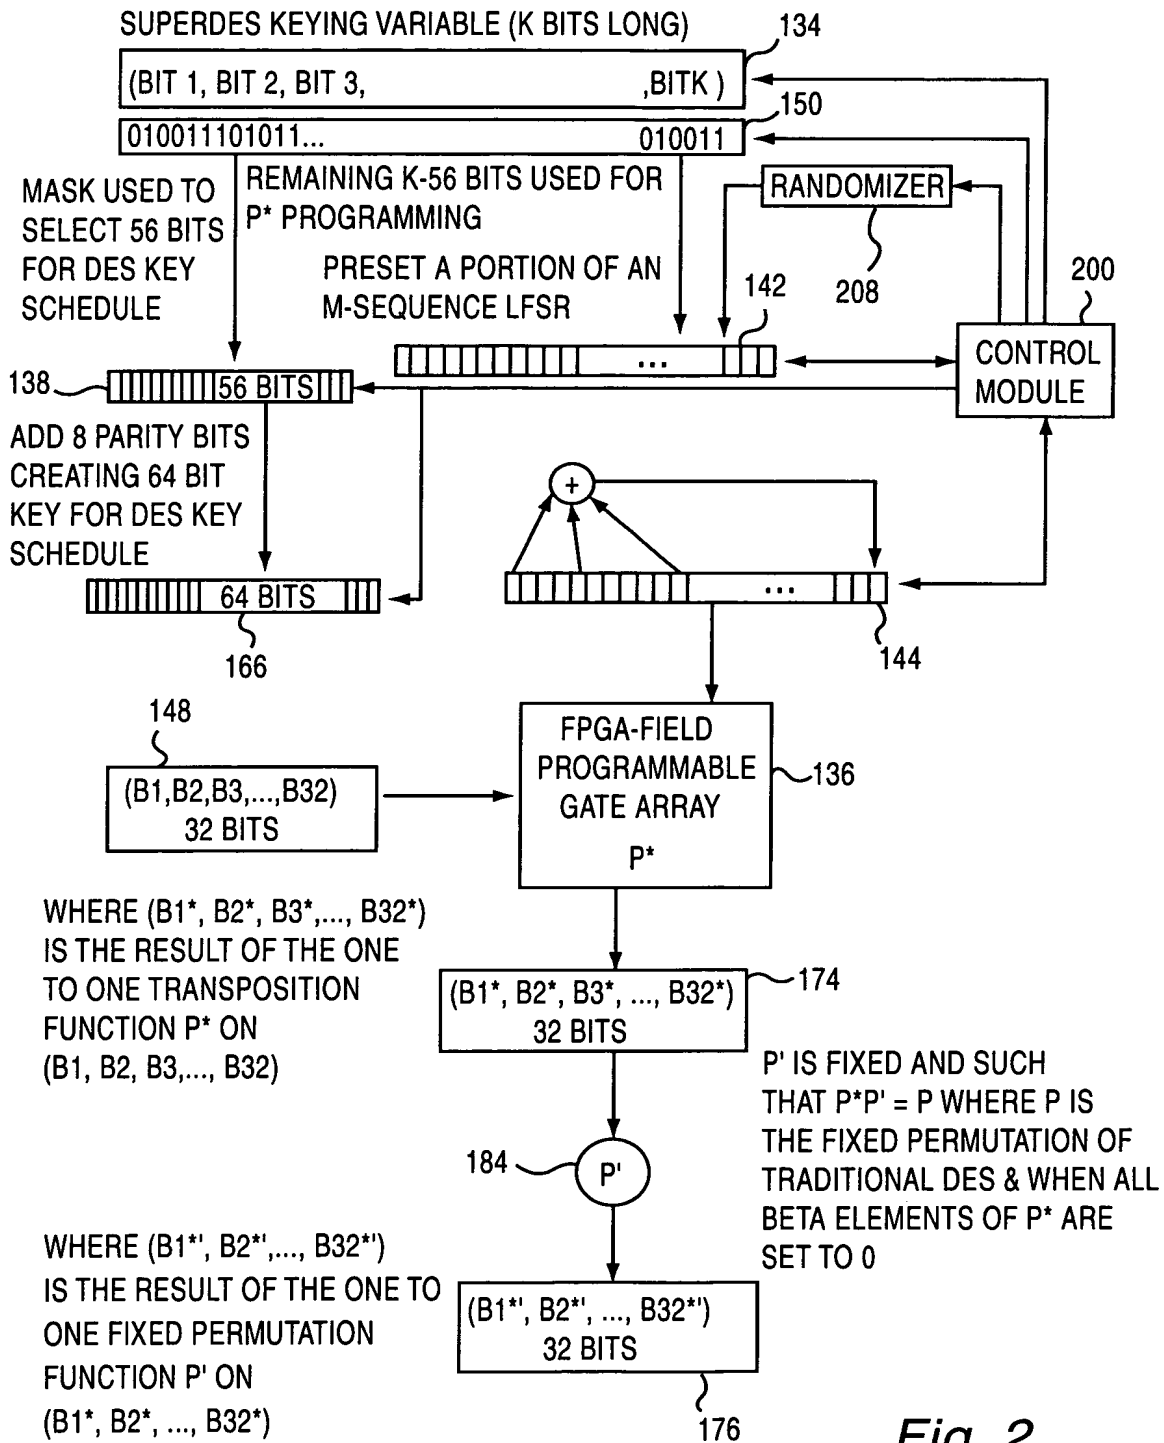 SUPERDES KEYING VARIABLE (K BITS LONG)
134
(BIT 1, BIT 2, BIT 3, ,BITK )
150
010011101011... 010011
MASK USED TO
SELECT 56 BITS
FOR DES KEY
SCHEDULE
REMAINING K-56 BITS USED FOR
P* PROGRAMMING
RANDOMIZER
208
PRESET A PORTION OF AN
M-SEQUENCE LFSR
142
200
...
CONTROL
MODULE
138
56 BITS
ADD 8 PARITY BITS
CREATING 64 BIT
KEY FOR DES KEY
SCHEDULE
+
64 BITS
166
...
144
148
(B1,B2,B3,...,B32)
32 BITS
FPGA-FIELD
PROGRAMMABLE
GATE ARRAY
P*
136
WHERE (B1*, B2*, B3*,..., B32*)
IS THE RESULT OF THE ONE
TO ONE TRANSPOSITION
FUNCTION P* ON
(B1, B2, B3,..., B32)
174
(B1*, B2*, B3*, ..., B32*)
32 BITS
P' IS FIXED AND SUCH
THAT P*P' = P WHERE P IS
THE FIXED PERMUTATION OF
TRADITIONAL DES & WHEN ALL
BETA ELEMENTS OF P* ARE
SET TO 0
184
P'
WHERE (B1*', B2*',..., B32*')
IS THE RESULT OF THE ONE TO
ONE FIXED PERMUTATION
FUNCTION P' ON
(B1*, B2*, ..., B32*)
(B1*', B2*', ..., B32*')
32 BITS
176
Fig. 2